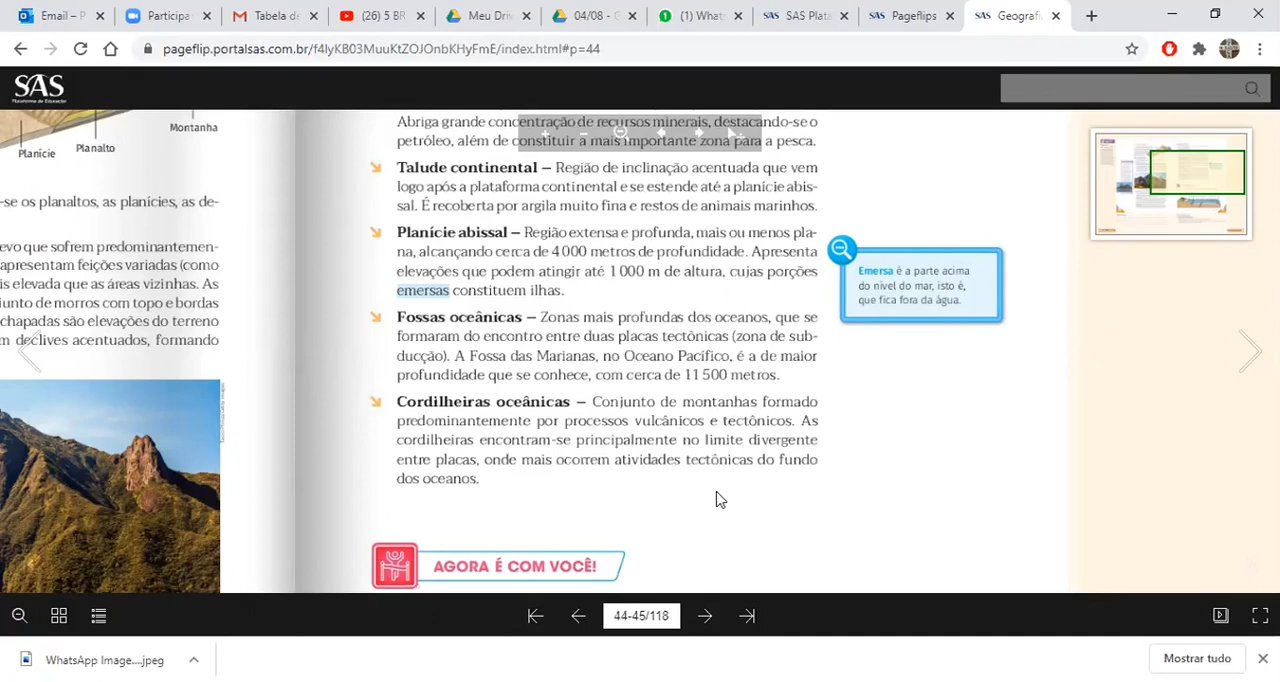 Email – P
Participa
Tabela de
(26) 5 BR
Meu Driv
04/08 - G
(1) Whats
SAS Plata
Pageflips
Geografi
pageflip.portalsas.com.br/f4lyKB03MuuKtZOJOnbKHyFmE/index.html#p=44
SAS
Plataforma de Educação
Montanha
Planície
Planalto
-se os planaltos, as planícies, as de-
evo que sofrem predominantemen-
apresentam feições variadas (como
is elevada que as áreas vizinhas. As
junto de morros com topo e bordas
chapadas são elevações do terreno
m declives acentuados, formando
Abriga grande concentração de recursos minerais, destacando-se o
petróleo, além de constituir a mais importante zona para a pesca.
Talude continental – Região de inclinação acentuada que vem
logo após a plataforma continental e se estende até a planície abis-
sal. É recoberta por argila muito fina e restos de animais marinhos.
Planície abissal – Região extensa e profunda, mais ou menos pla-
na, alcançando cerca de 4 000 metros de profundidade. Apresenta
elevações que podem atingir até 1 000 m de altura, cujas porções
emersas constituem ilhas.
Emersa é a parte acima
do nível do mar, isto é,
que fica fora da água.
Fossas oceânicas – Zonas mais profundas dos oceanos, que se
formaram do encontro entre duas placas tectônicas (zona de sub-
ducção). A Fossa das Marianas, no Oceano Pacífico, é a de maior
profundidade que se conhece, com cerca de 11 500 metros.
Cordilheiras oceânicas – Conjunto de montanhas formado
predominantemente por processos vulcânicos e tectônicos. As
cordilheiras encontram-se principalmente no limite divergente
entre placas, onde mais ocorrem atividades tectônicas do fundo
dos oceanos.
AGORA É COM VOCÊ!
44-45/118
WhatsApp Image....jpeg
Mostrar tudo